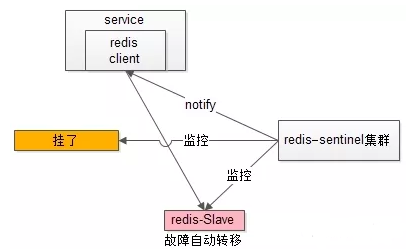 service
redis
client
notify
挂了
监控
redis-sentinel集群
监控
redis-Slave
故障自动转移